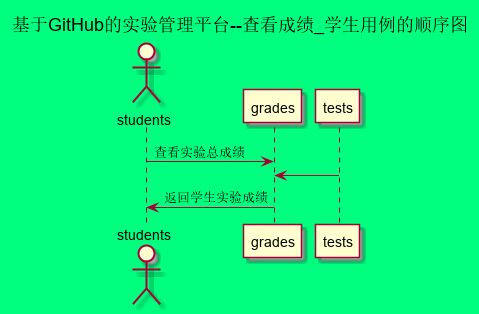 基于GitHub的实验管理平台--查看成绩_学生用例的顺序图
students
grades
tests
查看实验总成绩
返回学生实验成绩
students
grades
tests